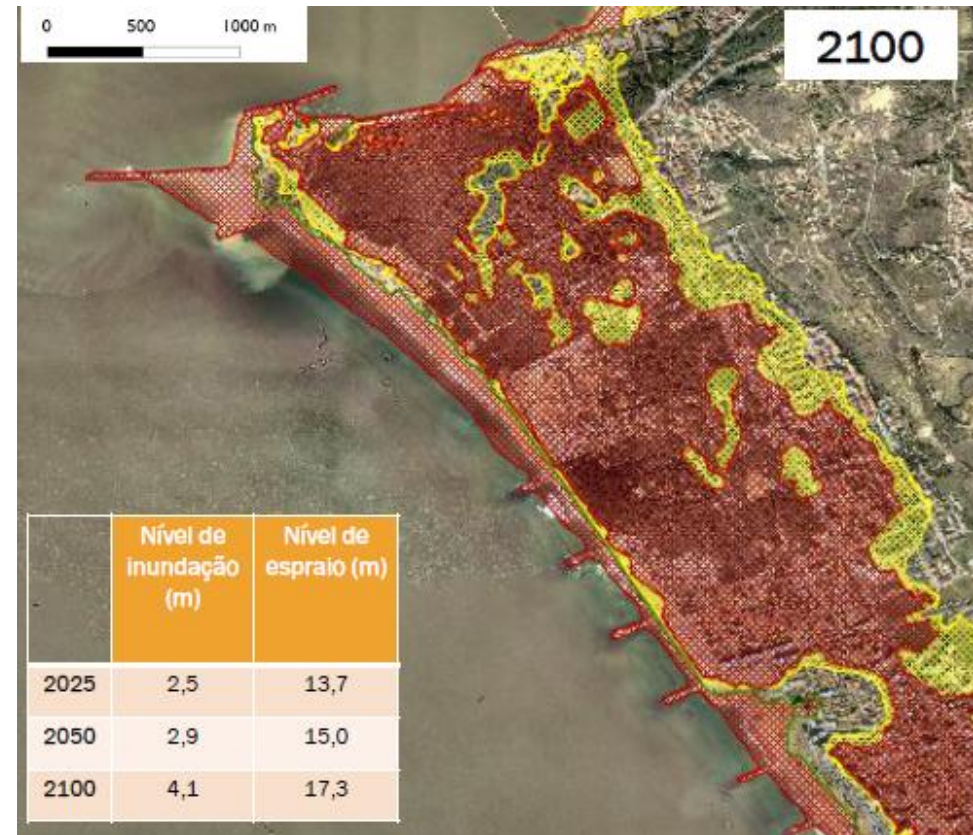 0 500 1000 m
2100
Nível de inundação (m) Nível de espraio (m)
2025 2,5 13,7
2050 2,9 15,0
2100 4,1 17,3